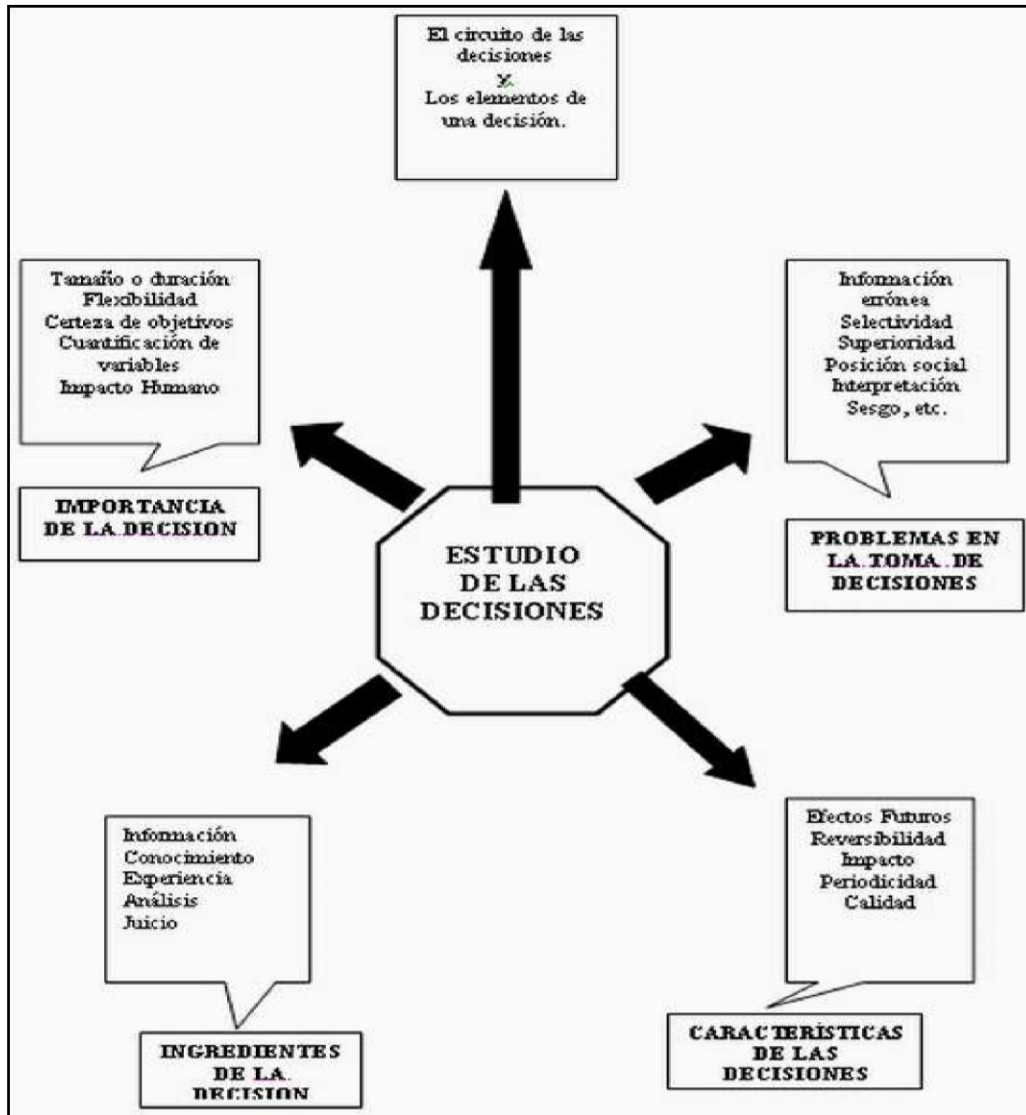 El circuito de las
decisiones
y
Los elementos de
una decisión.
Tamaño o duración
Flexibilidad
Certeza de objetivos
Cuantificación de
variables
Impacto Humano
IMPORTANCIA
DE LA DECISION
Información
errónea
Selectividad
Superioridad
Posición social
Interpretación
Sesgo, etc.
PROBLEMAS EN
LA TOMA DE
DECISIONES
ESTUDIO
DE LAS
DECISIONES
Información
Conocimiento
Experiencia
Análisis
Juicio
INGREDIENTES
DE LA
DECISION
Efectos Futuros
Reversibilidad
Impacto
Periodicidad
Calidad
CARACTERÍSTICAS
DE LAS
DECISIONES